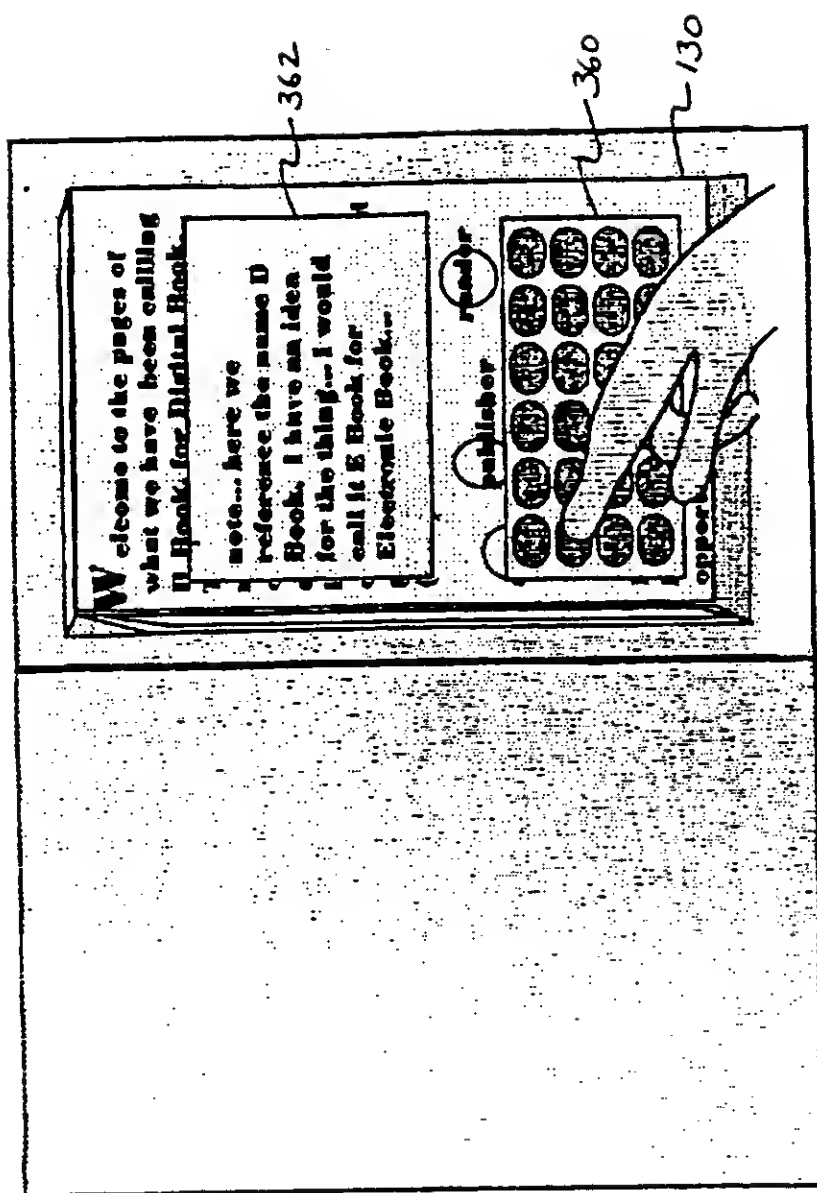 Welcome to the pages of
what we have been callling
D Book, for Digital Book
note... here we
reference the name D
Book. I have an idea
for the thing... I would
call it E Book for
Electronic Book...
publisher reader
opport
362
360
130